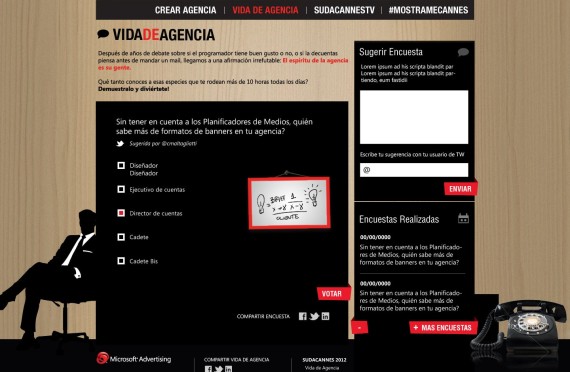 CREAR AGENCIA | VIDA DE AGENCIA | SUDACANNESTV | #MOSTRAMECANNES
VIDADEAGENCIA
Después de años de debate sobre si el programador tiene buen gusto o no, o si la decuentas
piensa antes de mandar un mail, llegamos a una afirmación irrefutable: El espíritu de la agencia
es su gente.
Qué tanto conoces a esas especies que te rodean más de 10 horas todas los días?
Demuestralo y diviértete!
Sin tener en cuenta a los Planificadores de Medios, quién
sabe más de formatos de banners en tu agencia?
Sugerida por @cmaltagliatti
Diseñador
Diseñador
Ejecutivo de cuentas
Director de cuentas
Cadete
Cadete Bis
BRIEF
CLIENTE
VOTAR
COMPARTIR ENCUESTA
Sugerir Encuesta
Lorem ipsum ad his scripta blandit par
Lorem ipsum ad his scripta blandit par-
tiendo, eum fastidii
Escribe tu sugerencia con tu usuario de TW
@
ENVIAR
Encuestas Realizadas
00/00/0000
Sin tener en cuenta a los Planificado-
res de Medios, quién sabe más de
formatos de banners en tu agencia?
00/00/0000
Sin tener en cuenta a los Planificado-
res de Medios, quién sabe más de
formatos de banners en tu agencia?
-
+ MAS ENCUESTAS
Microsoft Advertising
COMPARTIR VIDA DE AGENCIA
SUDACANNES 2012
Vida de Agencia